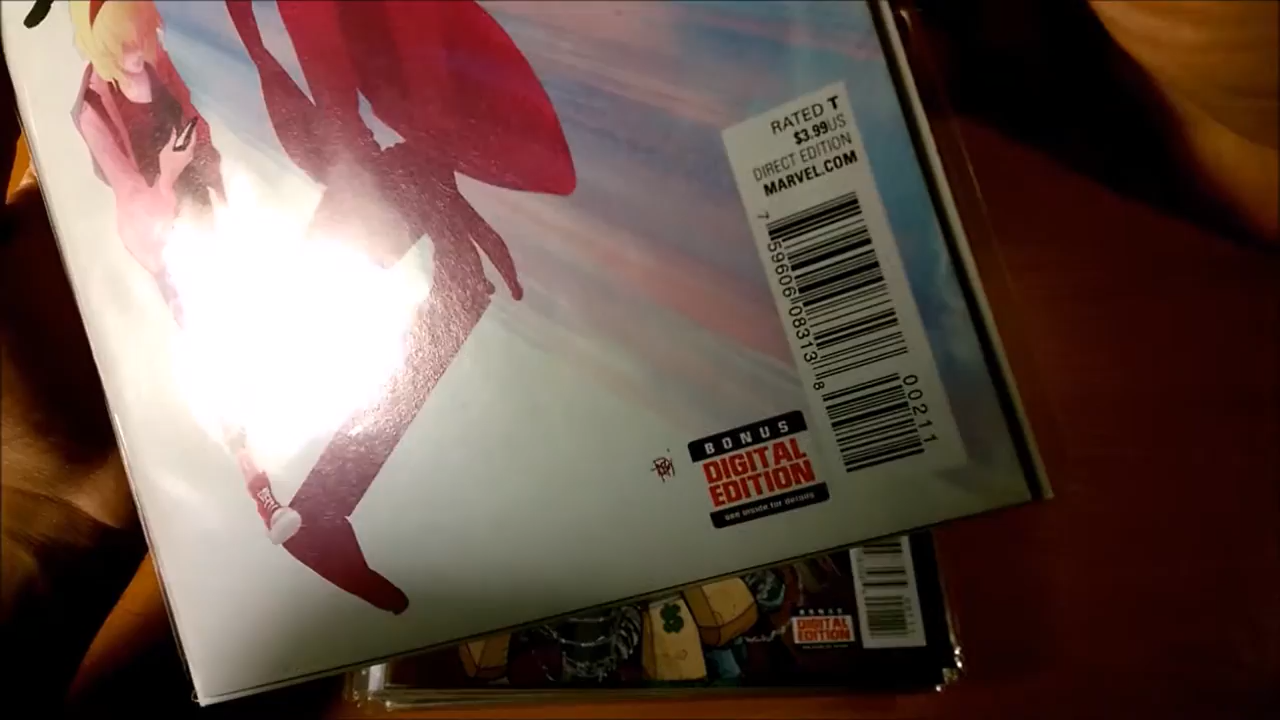 RATED T
$3.99US
DIRECT EDITION
MARVEL.COM
7 59606 08313 8
00211
BONUS
DIGITAL
EDITION
see inside for details
BONUS
DIGITAL
EDITION